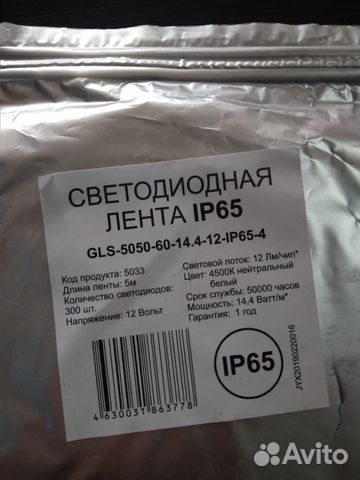 СВЕТОДИОДНАЯ
ЛЕНТА IP65
GLS-5050-60-14.4-12-IP65-4
Код продукта: 5033
Длина ленты: 5м
Количество светодиодов:
300 шт.
Напряжение: 12 Вольт
Световой поток: 12 Лм/чип*
Цвет: 4500К нейтральный
белый
Срок службы: 50000 часов
Мощность: 14,4 Ватт/м*
Гарантия: 1 год
4 630031 863778
IP65
JYX20190220016
Avito